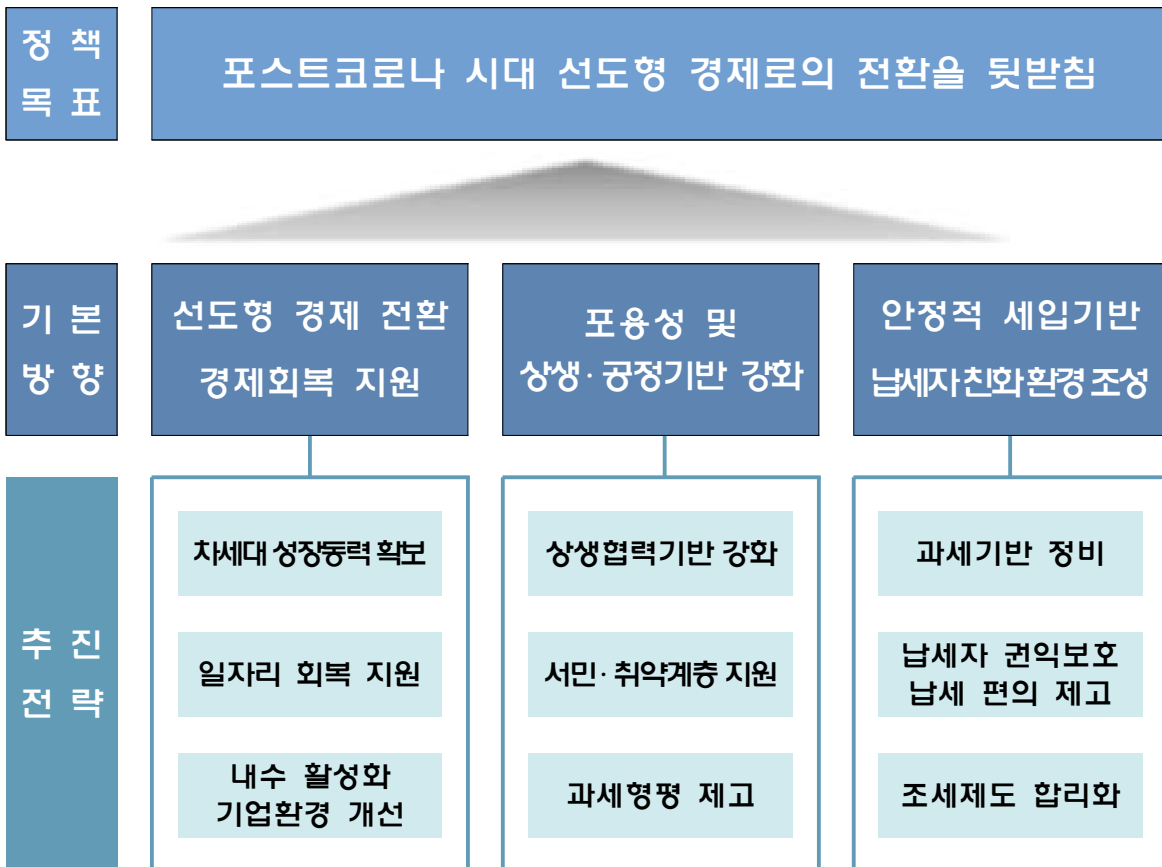 정 책
목 표
포스트코로나 시대 선도형 경제로의 전환을 뒷받침
기 본
방 향
선도형 경제 전환
경제회복 지원
포용성 및
상생·공정기반 강화
안정적 세입기반
납세자친화환경조성
추 진
전 략
차세대 성장동력 확보
일자리 회복 지원
내수 활성화
기업환경 개선
상생협력기반 강화
서민·취약계층 지원
과세형평 제고
과세기반 정비
납세자 권익보호
납세 편의 제고
조세제도 합리화